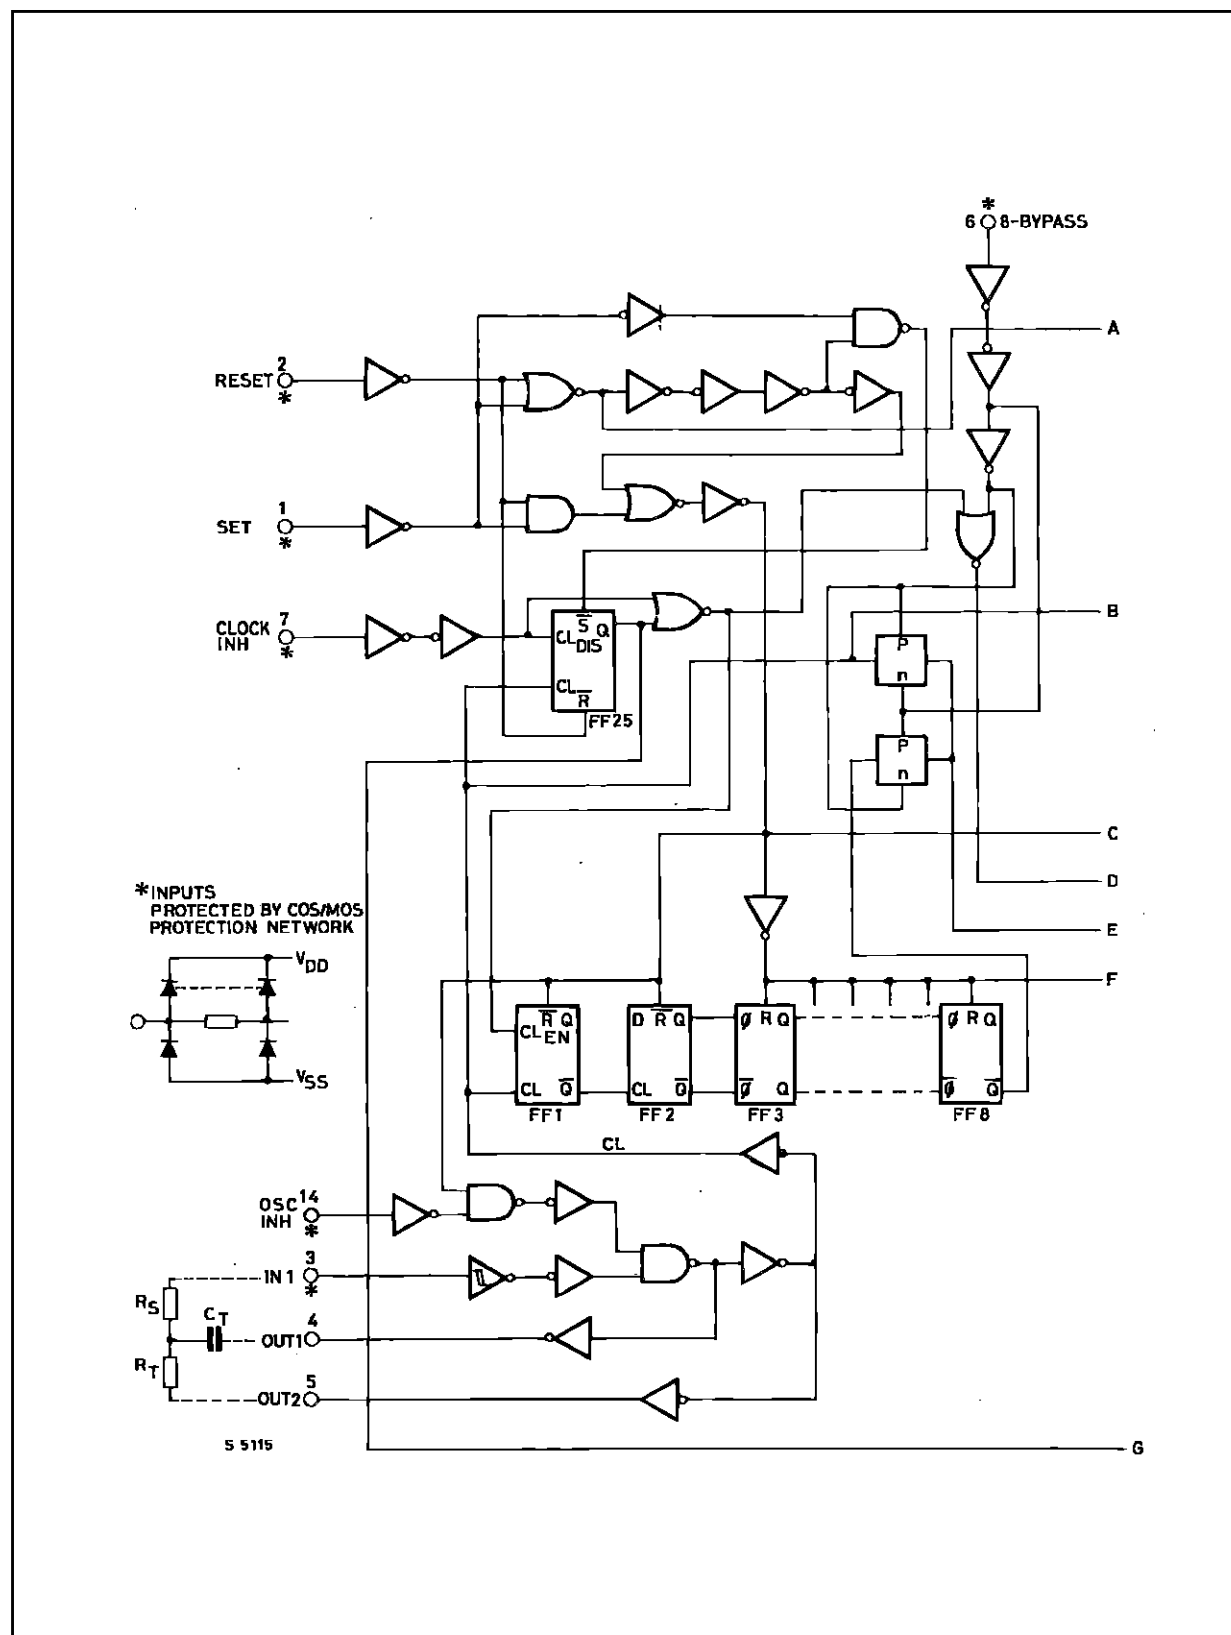 *
6 8-BYPASS
A
2
RESET
*
1
SET
*
7
CLOCK
INH
*
S̅ Q
CL DIS
CL
R̅
FF25
P
n
B
P
n
C
D
E
F
* INPUTS
PROTECTED BY COS/MOS
PROTECTION NETWORK
VDD
VSS
R̅ Q
CL EN
CL Q̅
FF1
D R̅ Q
CL Q̅
FF2
Ø R Q
Ø̅ Q
FF3
Ø R Q
Ø̅ Q̅
FF8
CL
OSC 14
INH
*
3
IN 1
*
RS
CT
4
OUT1
RT
5
OUT2
S 5115
G